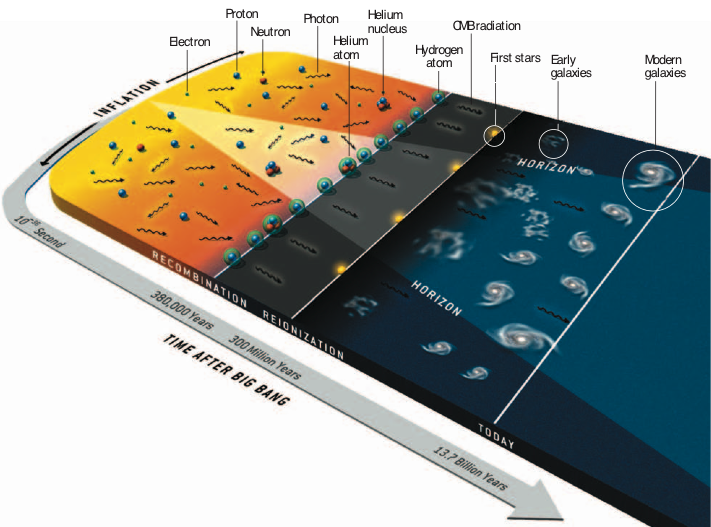 Proton
Neutron
Electron
Photon
Helium
atom
Helium
nucleus
Hydrogen
atom
CMB radiation
First stars
Early
galaxies
Modern
galaxies
INFLATION
HORIZON
HORIZON
10⁻³⁵ Second
RECOMBINATION
380,000 Years
REIONIZATION
300 Million Years
TIME AFTER BIG BANG
TODAY
13.7 Billion Years